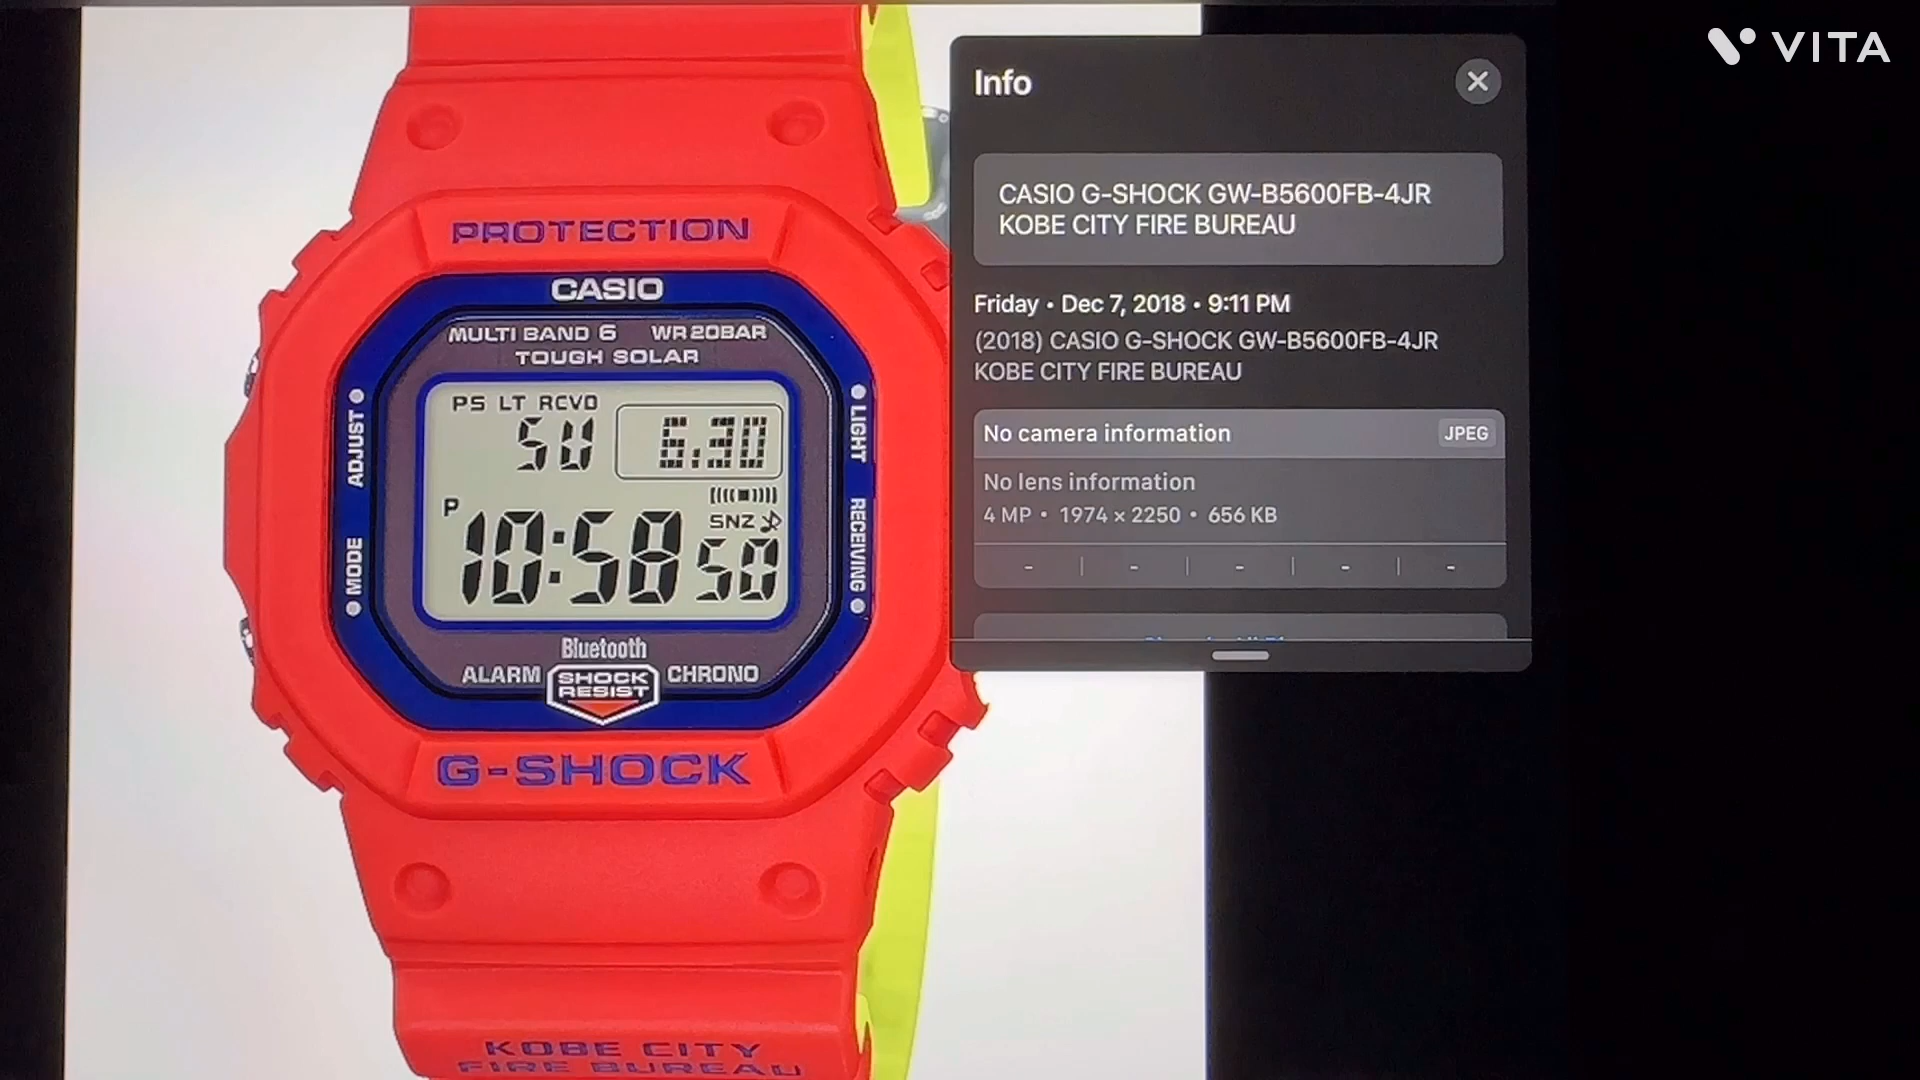 VITA
PROTECTION
CASIO
MULTI BAND 6 WR20BAR
TOUGH SOLAR
PS LT RCVD
SU 6.30
SNZ
P 10:58 50
ADJUST
MODE
LIGHT
RECEIVING
Bluetooth
ALARM CHRONO
SHOCK
RESIST
G-SHOCK
KOBE CITY
FIRE BUREAU
Info
CASIO G-SHOCK GW-B5600FB-4JR
KOBE CITY FIRE BUREAU
Friday • Dec 7, 2018 • 9:11 PM
(2018) CASIO G-SHOCK GW-B5600FB-4JR
KOBE CITY FIRE BUREAU
No camera information JPEG
No lens information
4 MP • 1974 × 2250 • 656 KB
- | - | - | - | -